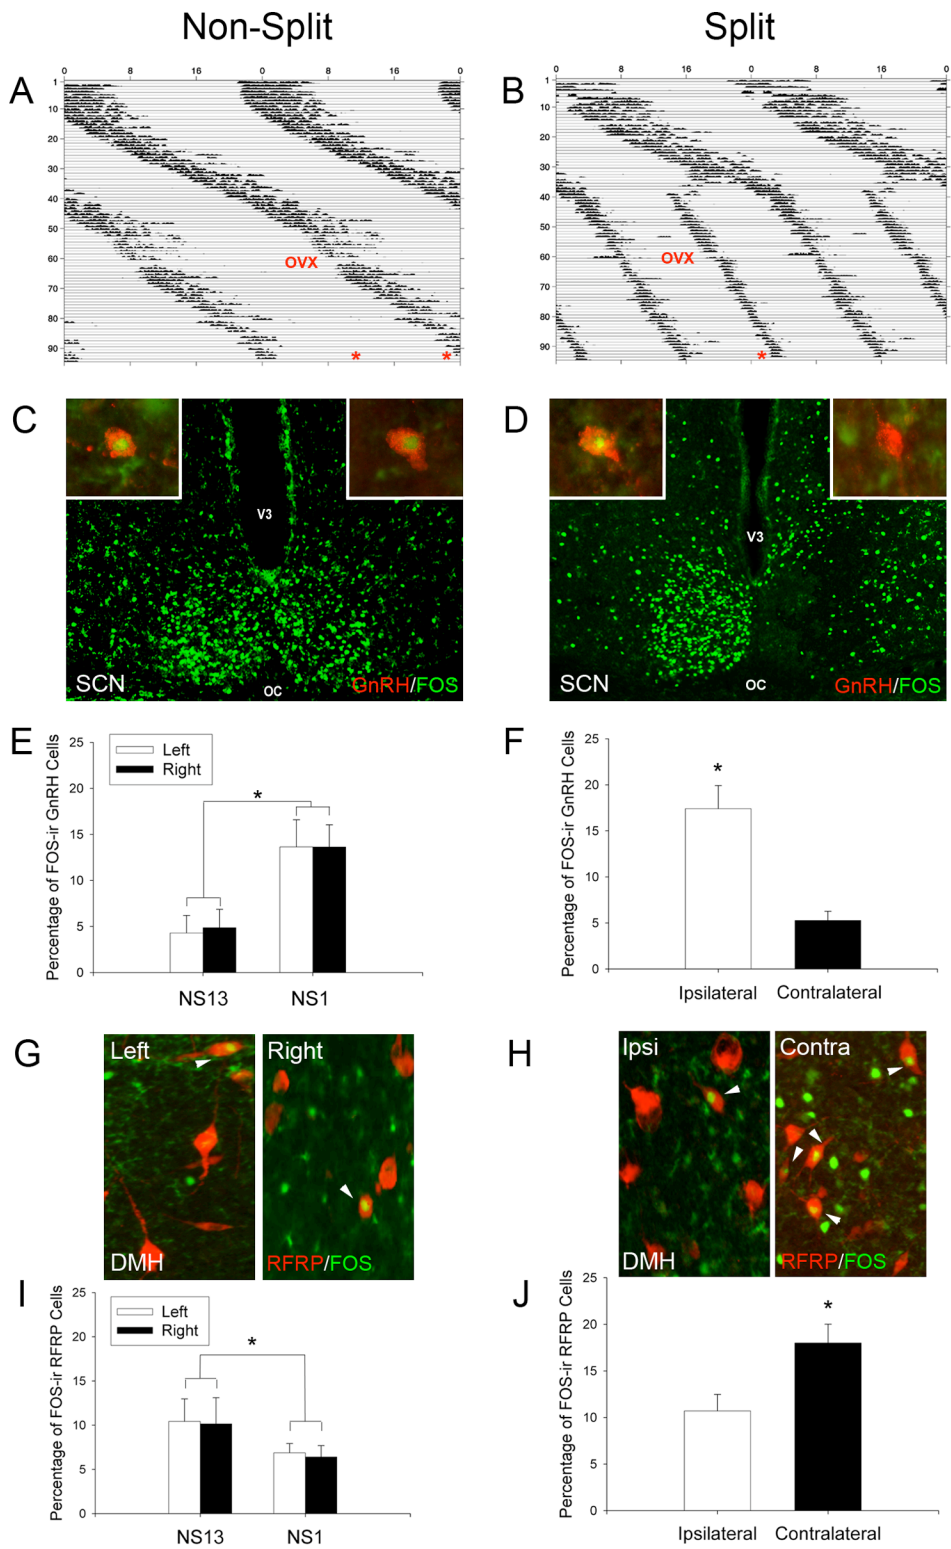 Non-Split
Split
A
0 8 16 0 8 16 0
1
10
20
30
40
50
60
70
80
90
OVX
* *
B
0 8 16 0 8 16 0
1
10
20
30
40
50
60
70
80
90
OVX
*
C
V3
SCN
OC
GnRH/FOS
D
V3
SCN
OC
GnRH/FOS
E
Percentage of FOS-ir GnRH Cells
25
20
15
10
5
0
Left
Right
*
NS13 NS1
F
Percentage of FOS-ir GnRH Cells
25
20
15
10
5
0
*
Ipsilateral Contralateral
G
Left
Right
DMH
RFRP/FOS
H
Ipsi
Contra
DMH
RFRP/FOS
I
Percentage of FOS-ir RFRP Cells
25
20
15
10
5
0
Left
Right
*
NS13 NS1
J
Percentage of FOS-ir RFRP Cells
25
20
15
10
5
0
*
Ipsilateral Contralateral